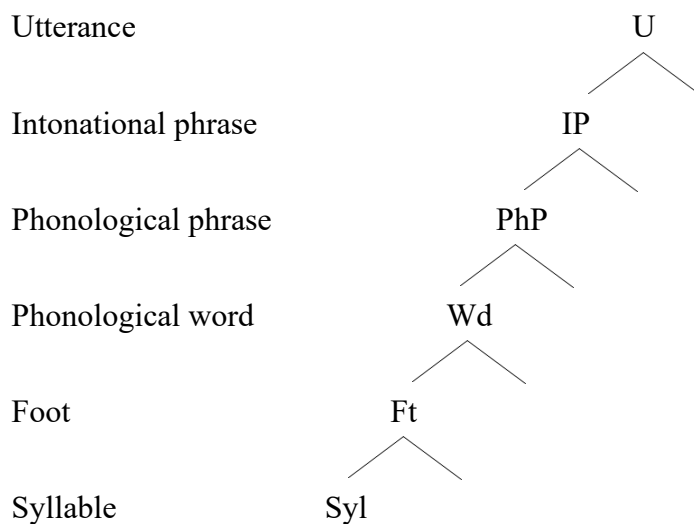 Utterance U
Intonational phrase IP
Phonological phrase PhP
Phonological word Wd
Foot Ft
Syllable Syl